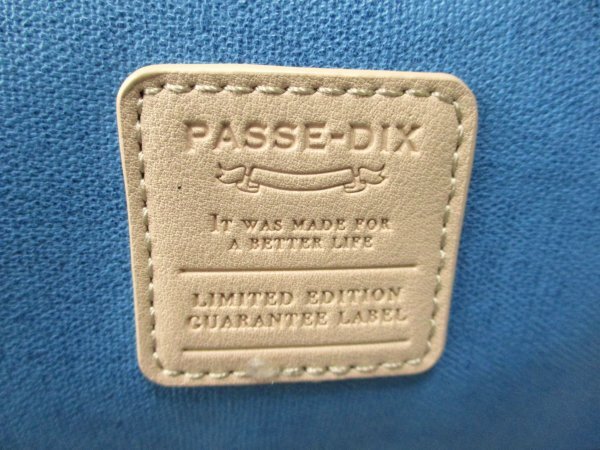 PASSE-DIX
IT WAS MADE FOR
A BETTER LIFE
LIMITED EDITION
GUARANTEE LABEL